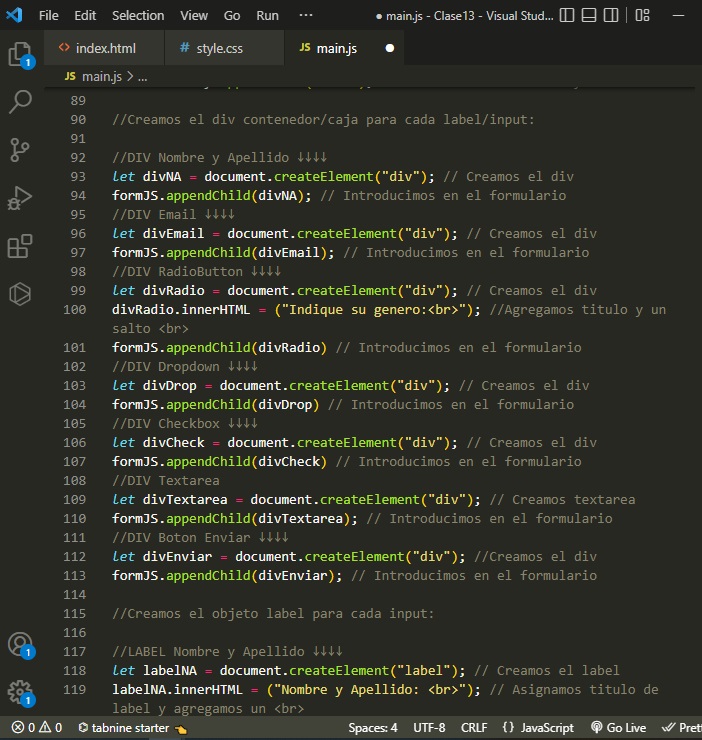 File Edit Selection View Go Run ··· ● main.js - Clase13 - Visual Stud...
<> index.html # style.css JS main.js ●
JS main.js > ...
89
90 //Creamos el div contenedor/caja para cada label/input:
91
92 //DIV Nombre y Apellido ↓↓↓↓
93 let divNA = document.createElement("div"); // Creamos el div
94 formJS.appendChild(divNA); // Introducimos en el formulario
95 //DIV Email ↓↓↓↓
96 let divEmail = document.createElement("div"); // Creamos el div
97 formJS.appendChild(divEmail); // Introducimos en el formulario
98 //DIV RadioButton ↓↓↓↓
99 let divRadio = document.createElement("div"); // Creamos el div
100 divRadio.innerHTML = ("Indique su genero:<br>"); //Agregamos titulo y un
salto <br>
101 formJS.appendChild(divRadio) // Introducimos en el formulario
102 //DIV Dropdown ↓↓↓↓
103 let divDrop = document.createElement("div"); // Creamos el div
104 formJS.appendChild(divDrop) // Introducimos en el formulario
105 //DIV Checkbox ↓↓↓↓
106 let divCheck = document.createElement("div"); // Creamos el div
107 formJS.appendChild(divCheck) // Introducimos en el formulario
108 //DIV Textarea
109 let divTextarea = document.createElement("div"); // Creamos textarea
110 formJS.appendChild(divTextarea); // Introducimos en el formulario
111 //DIV Boton Enviar ↓↓↓↓
112 let divEnviar = document.createElement("div"); //Creamos el div
113 formJS.appendChild(divEnviar); // Introducimos en el formulario
114
115 //Creamos el objeto label para cada input:
116
117 //LABEL Nombre y Apellido ↓↓↓↓
118 let labelNA = document.createElement("label"); // Creamos el label
119 labelNA.innerHTML = ("Nombre y Apellido: <br>"); // Asignamos titulo de
label y agregamos un <br>
1
1
1
0 0 tabnine starter Spaces: 4 UTF-8 CRLF {} JavaScript Go Live Pret